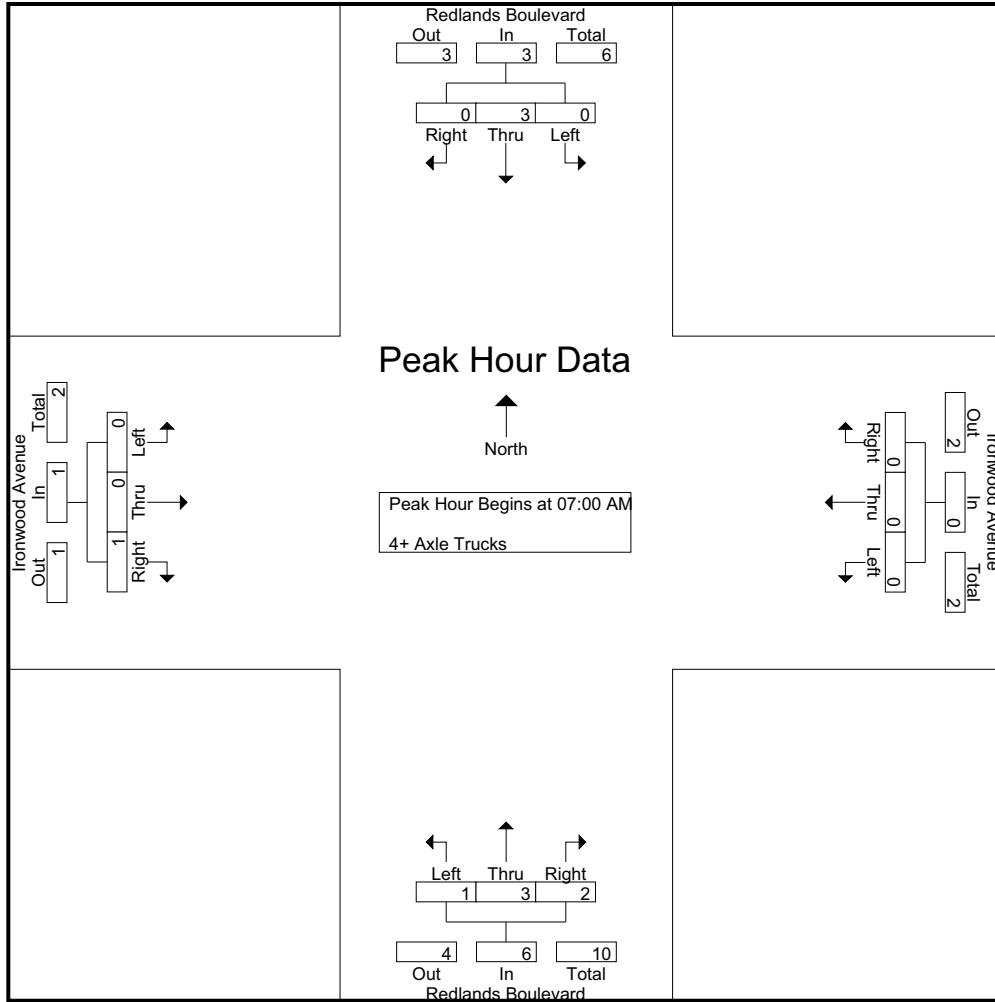 Redlands Boulevard
Out In Total
3 3 6
0 3 0
Right Thru Left
Peak Hour Data
North
Peak Hour Begins at 07:00 AM
4+ Axle Trucks
Ironwood Avenue
Out In Total
1 1 2
Left Thru Right
0 0 1
Ironwood Avenue
Out In Total
2 0 2
Right Thru Left
0 0 0
Left Thru Right
1 3 2
4 6 10
Out In Total
Redlands Boulevard